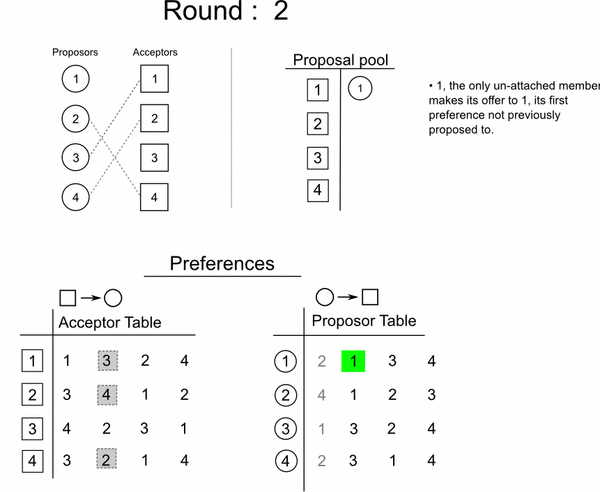 Round : 2
Proposors Acceptors
1 1
2 2
3 3
4 4
Proposal pool
1 1
2
3
4
• 1, the only un-attached member
makes its offer to 1, its first
preference not previously
proposed to.
Preferences
Acceptor Table
1 1 3 2 4
2 3 4 1 2
3 4 2 3 1
4 3 2 1 4
Proposor Table
1 2 1 3 4
2 4 1 2 3
3 1 3 2 4
4 2 3 1 4